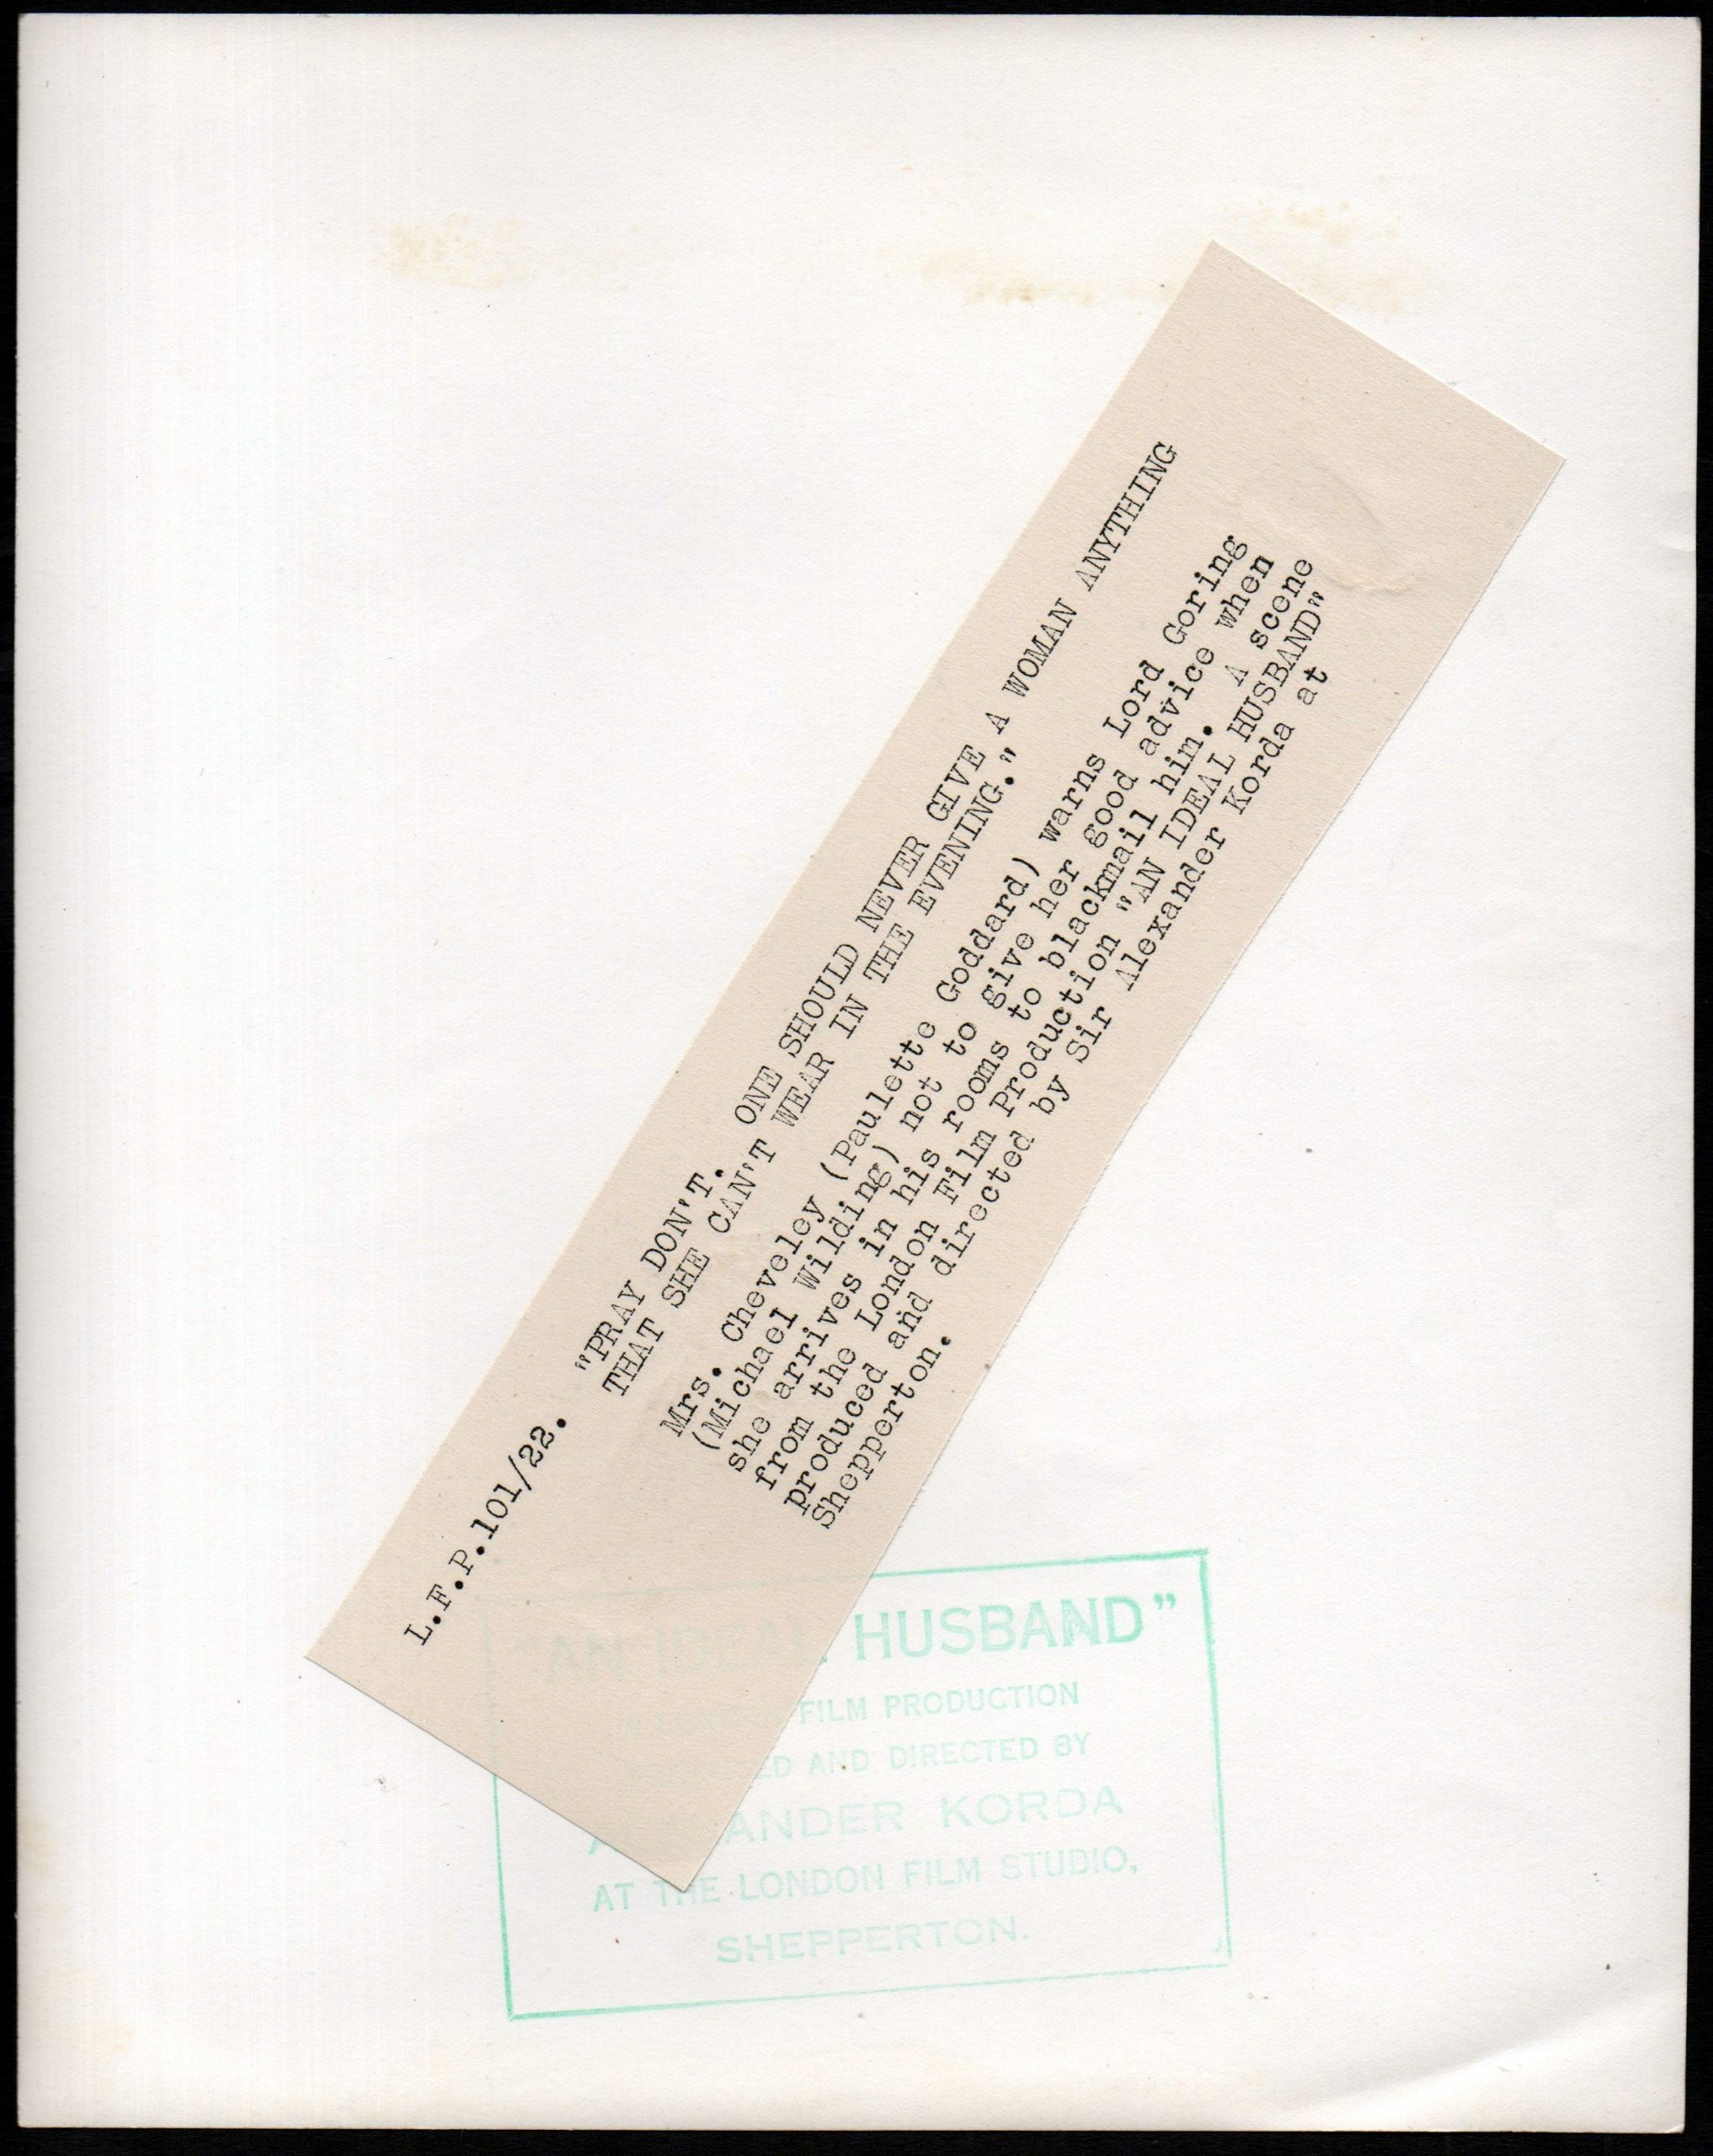 L.F.P.101/22. "PRAY DON'T. ONE SHOULD NEVER GIVE A WOMAN ANYTHING
THAT SHE CAN'T WEAR IN THE EVENING."
Mrs. Cheveley (Paulette Goddard) warns Lord Goring
(Michael Wilding) not to give her good advice when
she arrives in his rooms to blackmail him. A scene
from the London Film Production "AN IDEAL HUSBAND"
produced and directed by Sir Alexander Korda at
Shepperton.
"AN IDEAL HUSBAND"
FILM PRODUCTION
AND DIRECTED BY
ALEXANDER KORDA
AT THE LONDON FILM STUDIO,
SHEPPERTON.